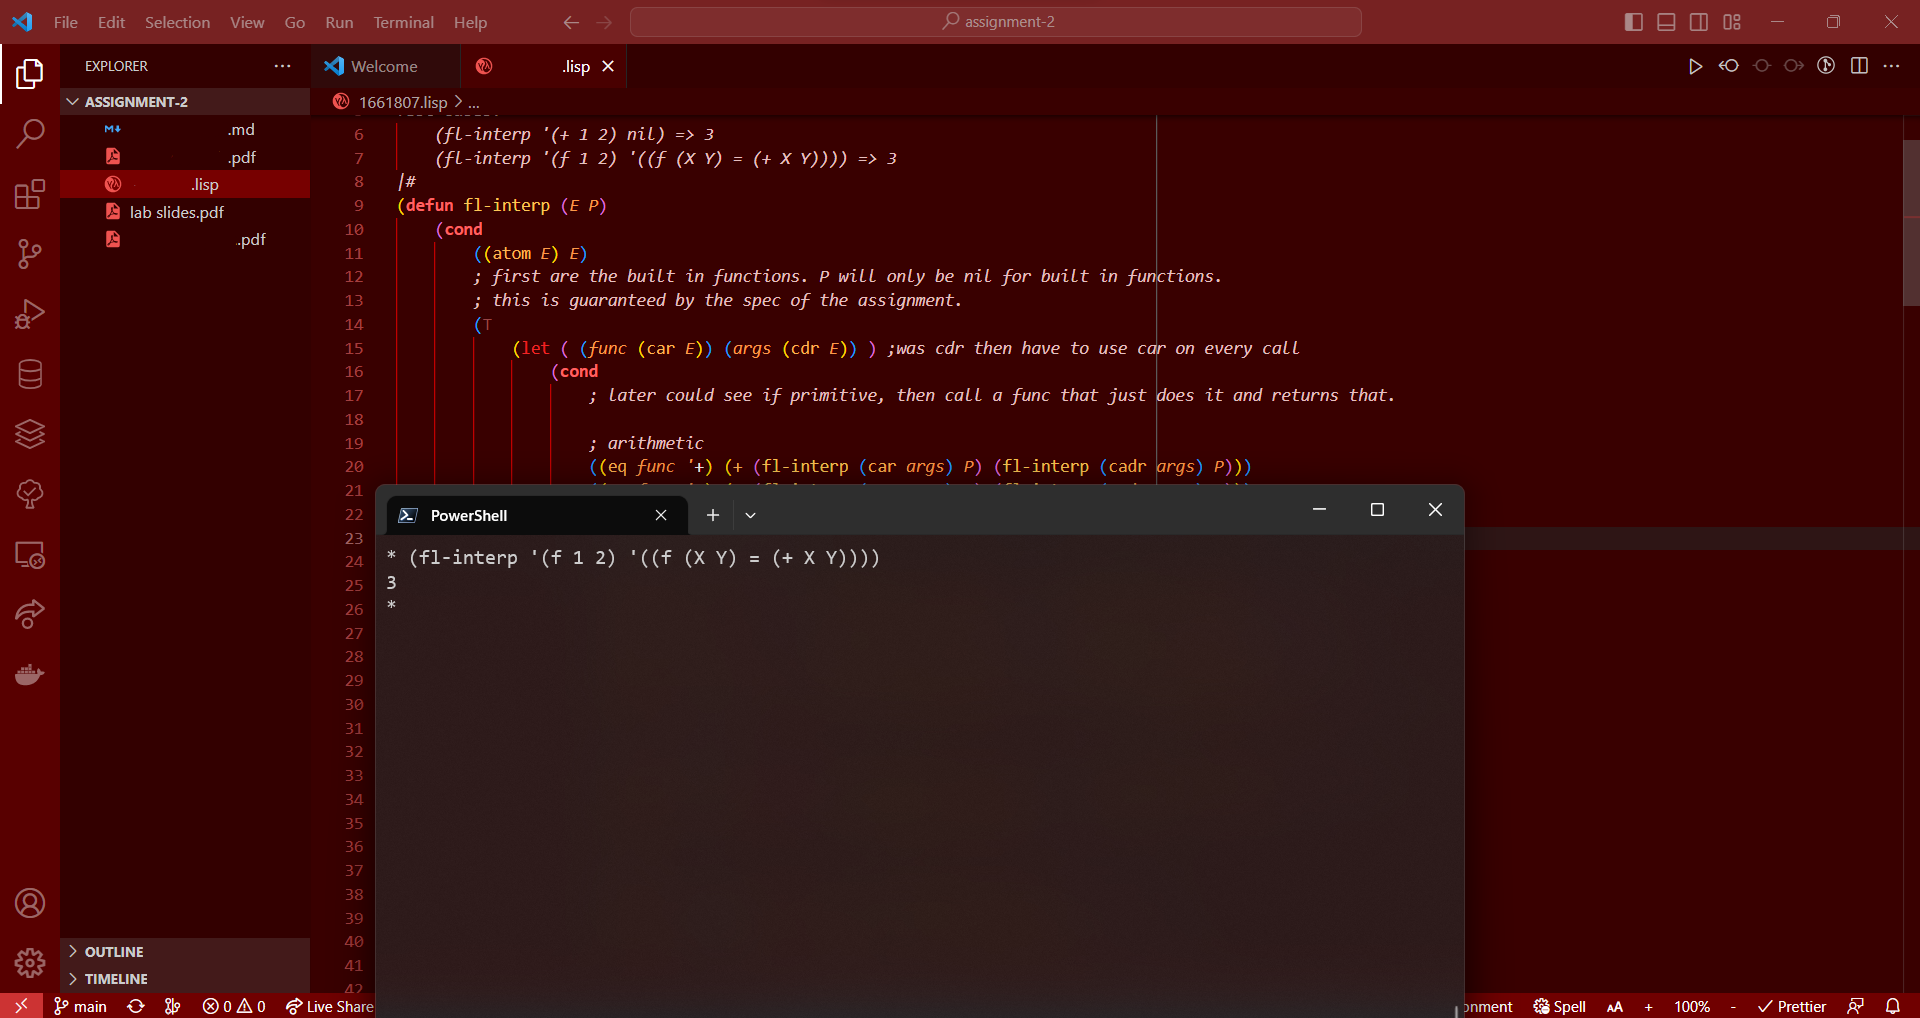 File Edit Selection View Go Run Terminal Help
assignment-2
EXPLORER
Welcome
.lisp
ASSIGNMENT-2
.md
.pdf
.lisp
lab slides.pdf
.pdf
OUTLINE
TIMELINE
1661807.lisp > ...
6 (fl-interp '(+ 1 2) nil) => 3
7 (fl-interp '(f 1 2) '((f (X Y) = (+ X Y)))) => 3
8 |#
9 (defun fl-interp (E P)
10 (cond
11 ((atom E) E)
12 ; first are the built in functions. P will only be nil for built in functions.
13 ; this is guaranteed by the spec of the assignment.
14 (T
15 (let ( (func (car E)) (args (cdr E)) ) ;was cdr then have to use car on every call
16 (cond
17 ; later could see if primitive, then call a func that just does it and returns that.
18
19 ; arithmetic
20 ((eq func '+) (+ (fl-interp (car args) P) (fl-interp (cadr args) P)))
21
22
23
24
25
26
27
28
29
30
31
32
33
34
35
36
37
38
39
40
41
42
PowerShell
* (fl-interp '(f 1 2) '((f (X Y) = (+ X Y))))
3
*
main 0 0 Live Share
onment Spell AA + 100% - Prettier